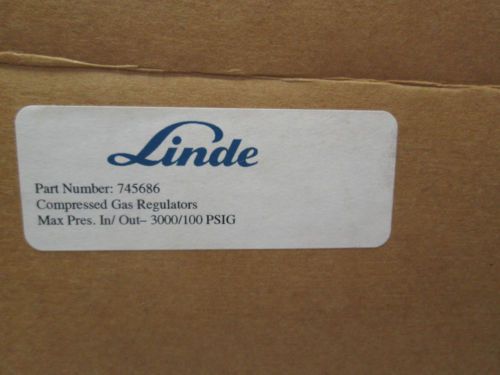 Linde
Part Number: 745686
Compressed Gas Regulators
Max Pres. In/ Out– 3000/100 PSIG